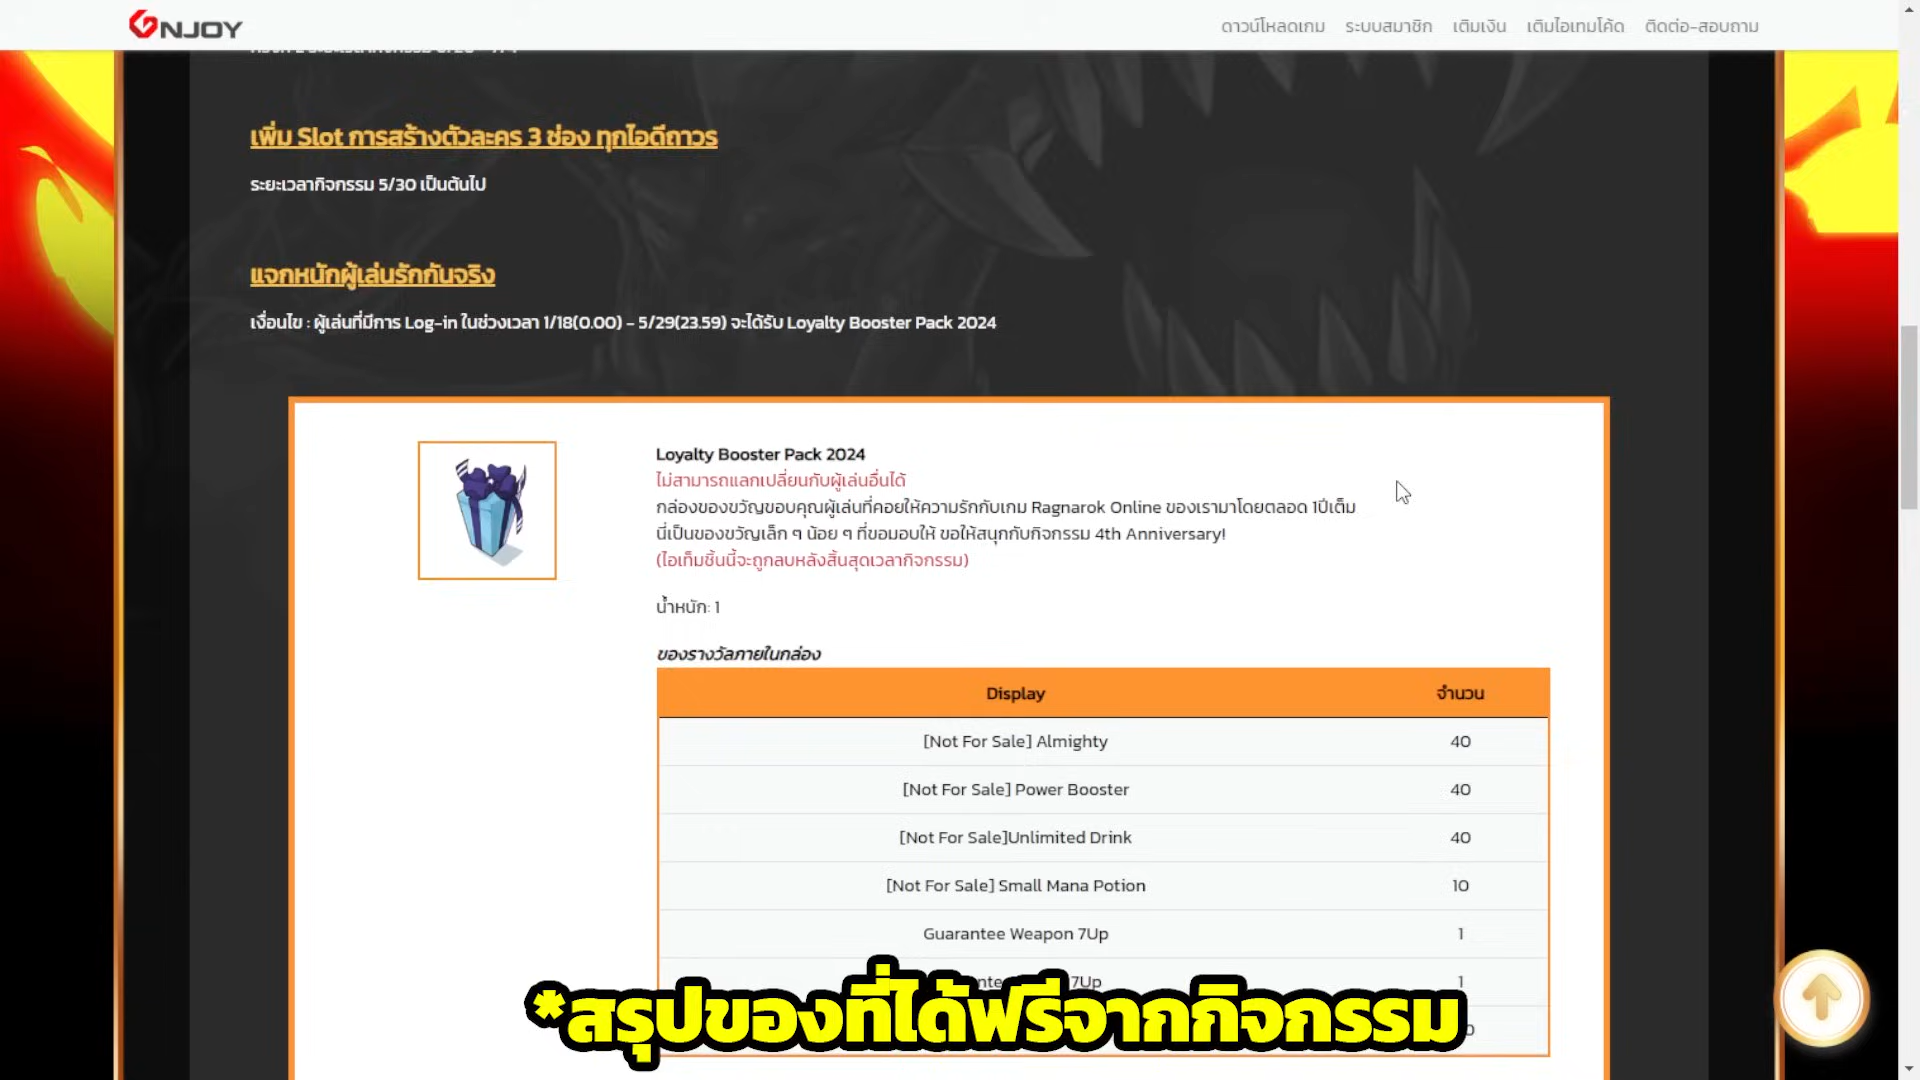 GNJOY
ดาวน์โหลดเกม ระบบสมาชิก เติมเงิน เติมไอเทมโค้ด ติดต่อ-สอบถาม
เพิ่ม Slot การสร้างตัวละคร 3 ช่อง ทุกไอดีถาวร
ระยะเวลากิจกรรม 5/30 เป็นต้นไป
แจกหนักผู้เล่นรักกันจริง
เงื่อนไข : ผู้เล่นที่มีการ Log-in ในช่วงเวลา 1/18(0.00) - 5/29(23.59) จะได้รับ Loyalty Booster Pack 2024
Loyalty Booster Pack 2024
ไม่สามารถแลกเปลี่ยนกับผู้เล่นอื่นได้
กล่องของขวัญขอบคุณผู้เล่นที่คอยให้ความรักกับเกม Ragnarok Online ของเรามาโดยตลอด 1ปีเต็ม
นี่เป็นของขวัญเล็ก ๆ น้อย ๆ ที่ขอมอบให้ ขอให้สนุกกับกิจกรรม 4th Anniversary!
(ไอเท็มชิ้นนี้จะถูกลบหลังสิ้นสุดเวลากิจกรรม)
น้ำหนัก: 1
ของรางวัลภายในกล่อง
Display จำนวน
[Not For Sale] Almighty 40
[Not For Sale] Power Booster 40
[Not For Sale]Unlimited Drink 40
[Not For Sale] Small Mana Potion 10
Guarantee Weapon 7Up 1
7Up 1
*สรุปของที่ได้ฟรีจากกิจกรรม